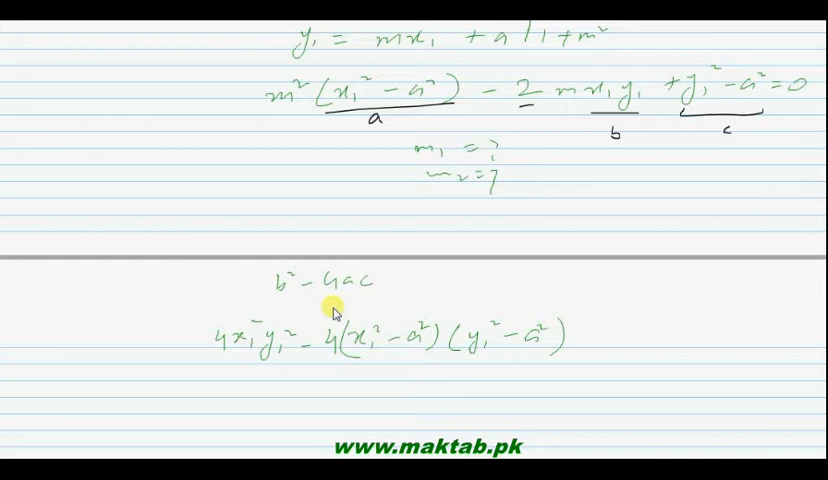 y₁ = mx₁ + a√1+m²
m²(x₁² - a²) - 2mx₁y₁ + y₁² - a² = 0
a b c
m₁ = ?
m₂ = ?
b² - 4ac
4x₁²y₁² - 4(x₁² - a²)(y₁² - a²)
www.maktab.pk